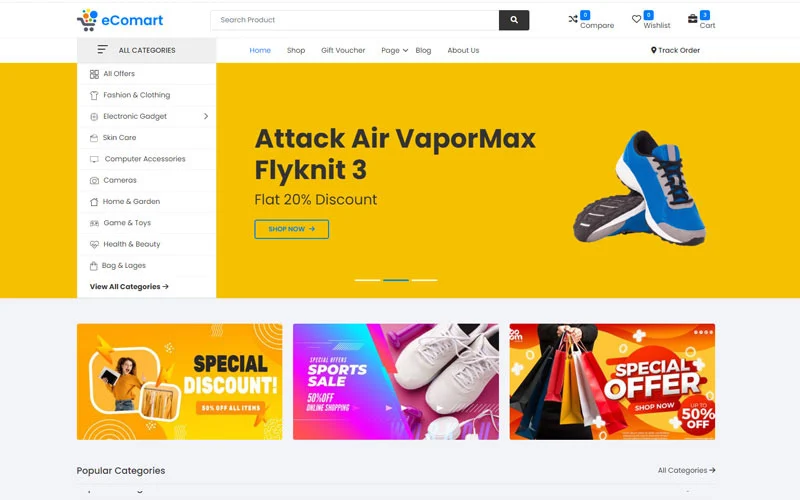 eComart
Search Product
0
Compare
0
Wishlist
3
Cart
ALL CATEGORIES
Home
Shop
Gift Voucher
Page
Blog
About Us
Track Order
All Offers
Fashion & Clothing
Electronic Gadget
Skin Care
Computer Accessories
Cameras
Home & Garden
Game & Toys
Health & Beauty
Bag & Lages
View All Categories
Attack Air VaporMax
Flyknit 3
Flat 20% Discount
SHOP NOW
SPECIAL
DISCOUNT!
50% OFF ALL ITEMS
SPECIAL OFFERS
SPORTS
SALE
50%OFF
ONLINE SHOPPING
SPECIAL
OFFER
SHOP NOW
UP TO
50%
OFF
Popular Categories
All Categories